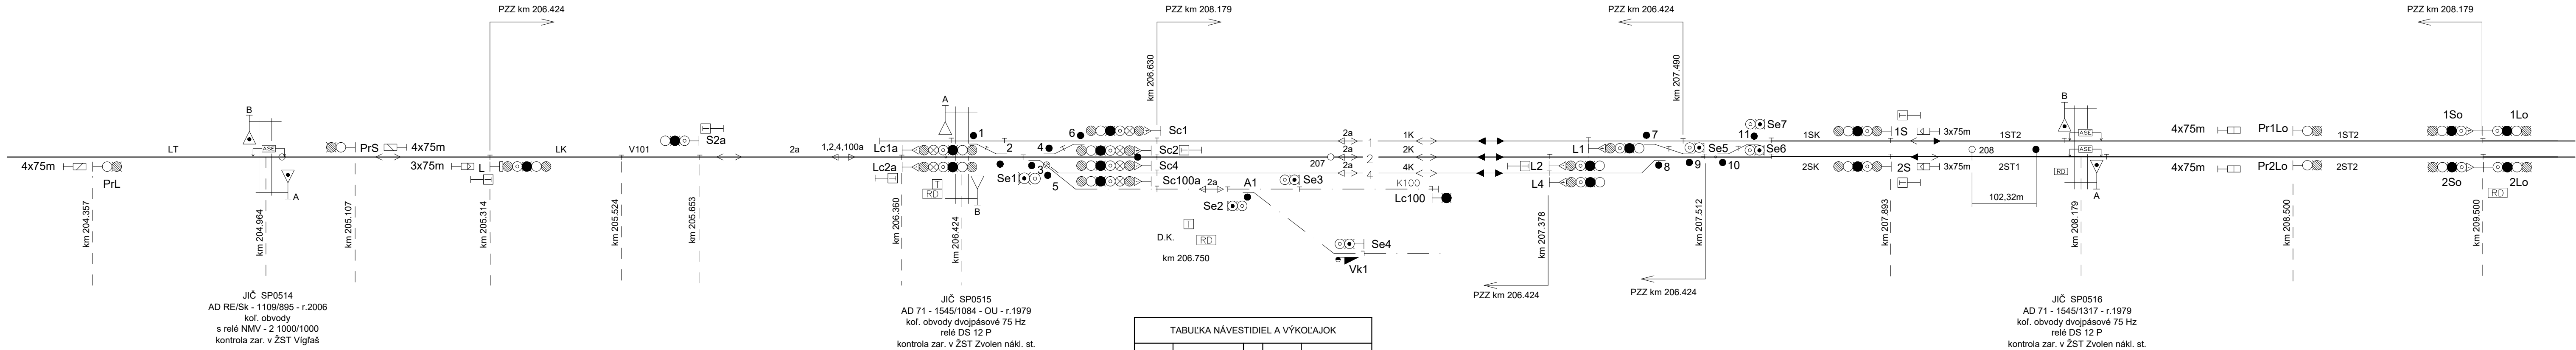 PZZ km 206.424
PZZ km 208.179
PZZ km 206.424
PZZ km 208.179
km 206.630
km 207.490
B
A
B
1So
1Lo
4x75m
LT
ASE
PrS
4x75m
3x75m
L
LK
V101
S2a
2a
1,2,4,100a
Lc1a
Lc2a
1
2
3
4
5
6
Sc1
Sc2
Sc4
Sc100a
2a
1
1K
2a
2
2K
207
2a
4
4K
2a
A1
Se1
Se2
Se3
K100
Lc100
Se4
Vk1
L1
L2
L4
7
8
9
10
11
Se5
Se6
Se7
1SK
2SK
1S
2S
3x75m
3x75m
1ST2
208
2ST1
102,32m
ASE
ASE
RD
4x75m
4x75m
Pr1Lo
Pr2Lo
1ST2
2ST2
2So
2Lo
RD
PrL
A
T
RD
B
T
D.K.
RD
A
km 204.357
km 204.964
km 205.107
km 205.314
km 205.524
km 205.653
km 206.360
km 206.424
km 206.750
km 207.378
km 207.512
km 207.893
km 208.179
km 208.500
km 209.500
PZZ km 206.424
PZZ km 206.424
JIČ SP0514
AD RE/Sk - 1109/895 - r.2006
koľ. obvody
s relé NMV - 2 1000/1000
kontrola zar. v ŽST Vígľaš
JIČ SP0515
AD 71 - 1545/1084 - OU - r.1979
koľ. obvody dvojpásové 75 Hz
relé DS 12 P
kontrola zar. v ŽST Zvolen nákl. st.
TABUĽKA NÁVESTIDIEL A VÝKOĽAJOK
JIČ SP0516
AD 71 - 1545/1317 - r.1979
koľ. obvody dvojpásové 75 Hz
relé DS 12 P
kontrola zar. v ŽST Zvolen nákl. st.